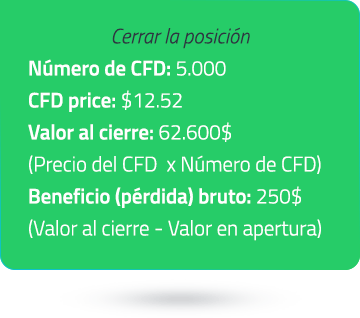 Cerrar la posición
Número de CFD: 5.000
CFD price: $12.52
Valor al cierre: 62.600$
(Precio del CFD x Número de CFD)
Beneficio (pérdida) bruto: 250$
(Valor al cierre - Valor en apertura)